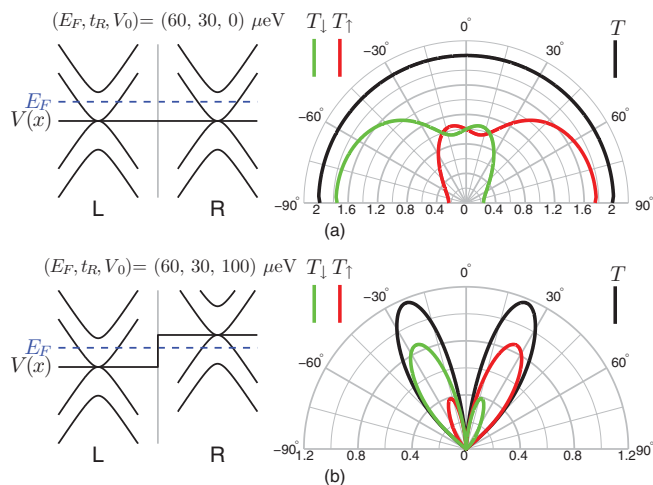 (E_F, t_R, V_0)= (60, 30, 0) μeV
T↓ T↑ T
0°
−30° 30°
−60° 60°
−90° 90°
2 1.6 1.2 0.8 0.4 0 0.4 0.8 1.2 1.6 2
E_F
V(x)
L R
(a)
(E_F, t_R, V_0)= (60, 30, 100) μeV
T↓ T↑ T
0°
−30° 30°
−60° 60°
−90° 90°
1.2 0.8 0.4 0 0.4 0.8 1.2
E_F
V(x)
L R
(b)